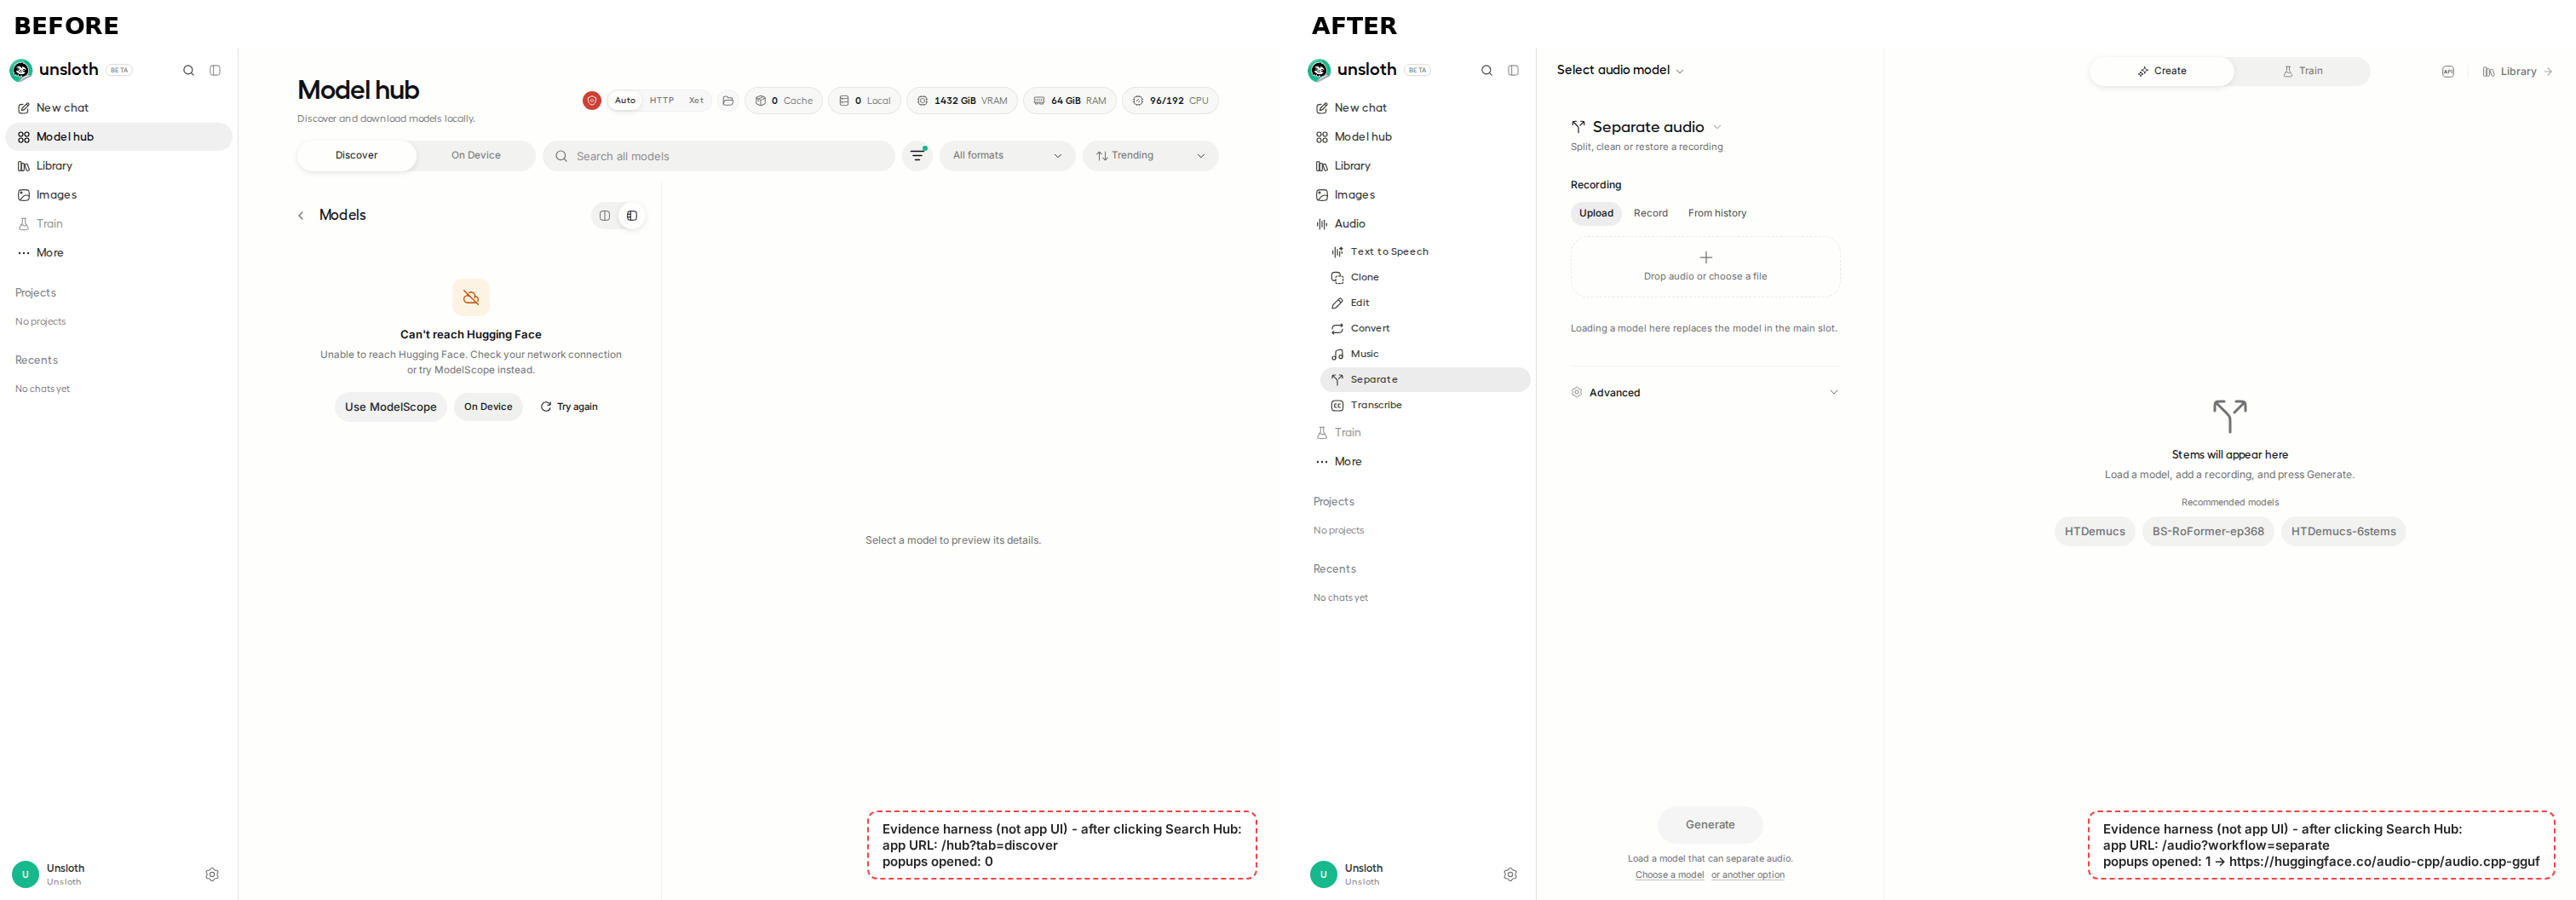 BEFORE
unsloth BETA
New chat
Model hub
Library
Images
Train
More
Projects
No projects
Recents
No chats yet
U
Unsloth
Unsloth
Model hub
Discover and download models locally.
Auto HTTP Xet
0 Cache
0 Local
1432 GiB VRAM
64 GiB RAM
96/192 CPU
Discover
On Device
Search all models
All formats
Trending
Models
Can't reach Hugging Face
Unable to reach Hugging Face. Check your network connection
or try ModelScope instead.
Use ModelScope
On Device
Try again
Select a model to preview its details.
Evidence harness (not app UI) - after clicking Search Hub:
app URL: /hub?tab=discover
popups opened: 0
AFTER
unsloth BETA
New chat
Model hub
Library
Images
Audio
Text to Speech
Clone
Edit
Convert
Music
Separate
CC Transcribe
Train
More
Projects
No projects
Recents
No chats yet
U
Unsloth
Unsloth
Select audio model
Create
Train
API
Library →
Separate audio
Split, clean or restore a recording
Recording
Upload Record From history
Drop audio or choose a file
Loading a model here replaces the model in the main slot.
Advanced
Generate
Load a model that can separate audio.
Choose a model or another option
Stems will appear here
Load a model, add a recording, and press Generate.
Recommended models
HTDemucs
BS-RoFormer-ep368
HTDemucs-6stems
Evidence harness (not app UI) - after clicking Search Hub:
app URL: /audio?workflow=separate
popups opened: 1 → https://huggingface.co/audio-cpp/audio.cpp-gguf